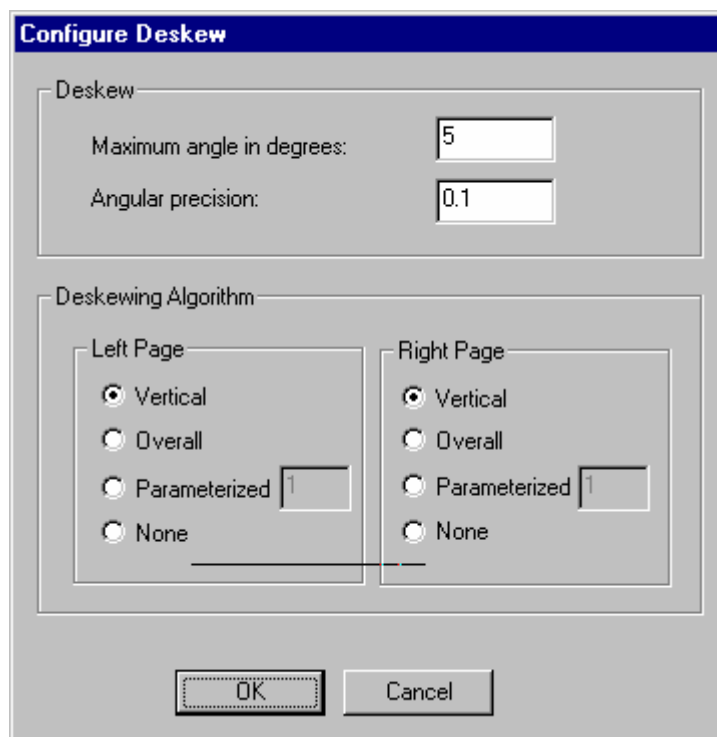 Configure Deskew
Deskew
Maximum angle in degrees: 5
Angular precision: 0.1
Deskewing Algorithm
Left Page
Vertical
Overall
Parameterized 1
None
Right Page
Vertical
Overall
Parameterized 1
None
OK
Cancel